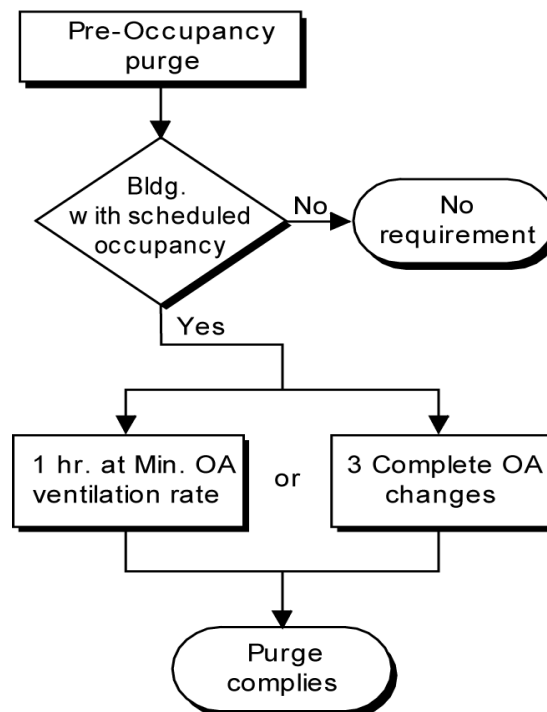 Pre-Occupancy
purge
Bldg.
with scheduled
occupancy
No
No
requirement
Yes
1 hr. at Min. OA
ventilation rate
or
3 Complete OA
changes
Purge
complies